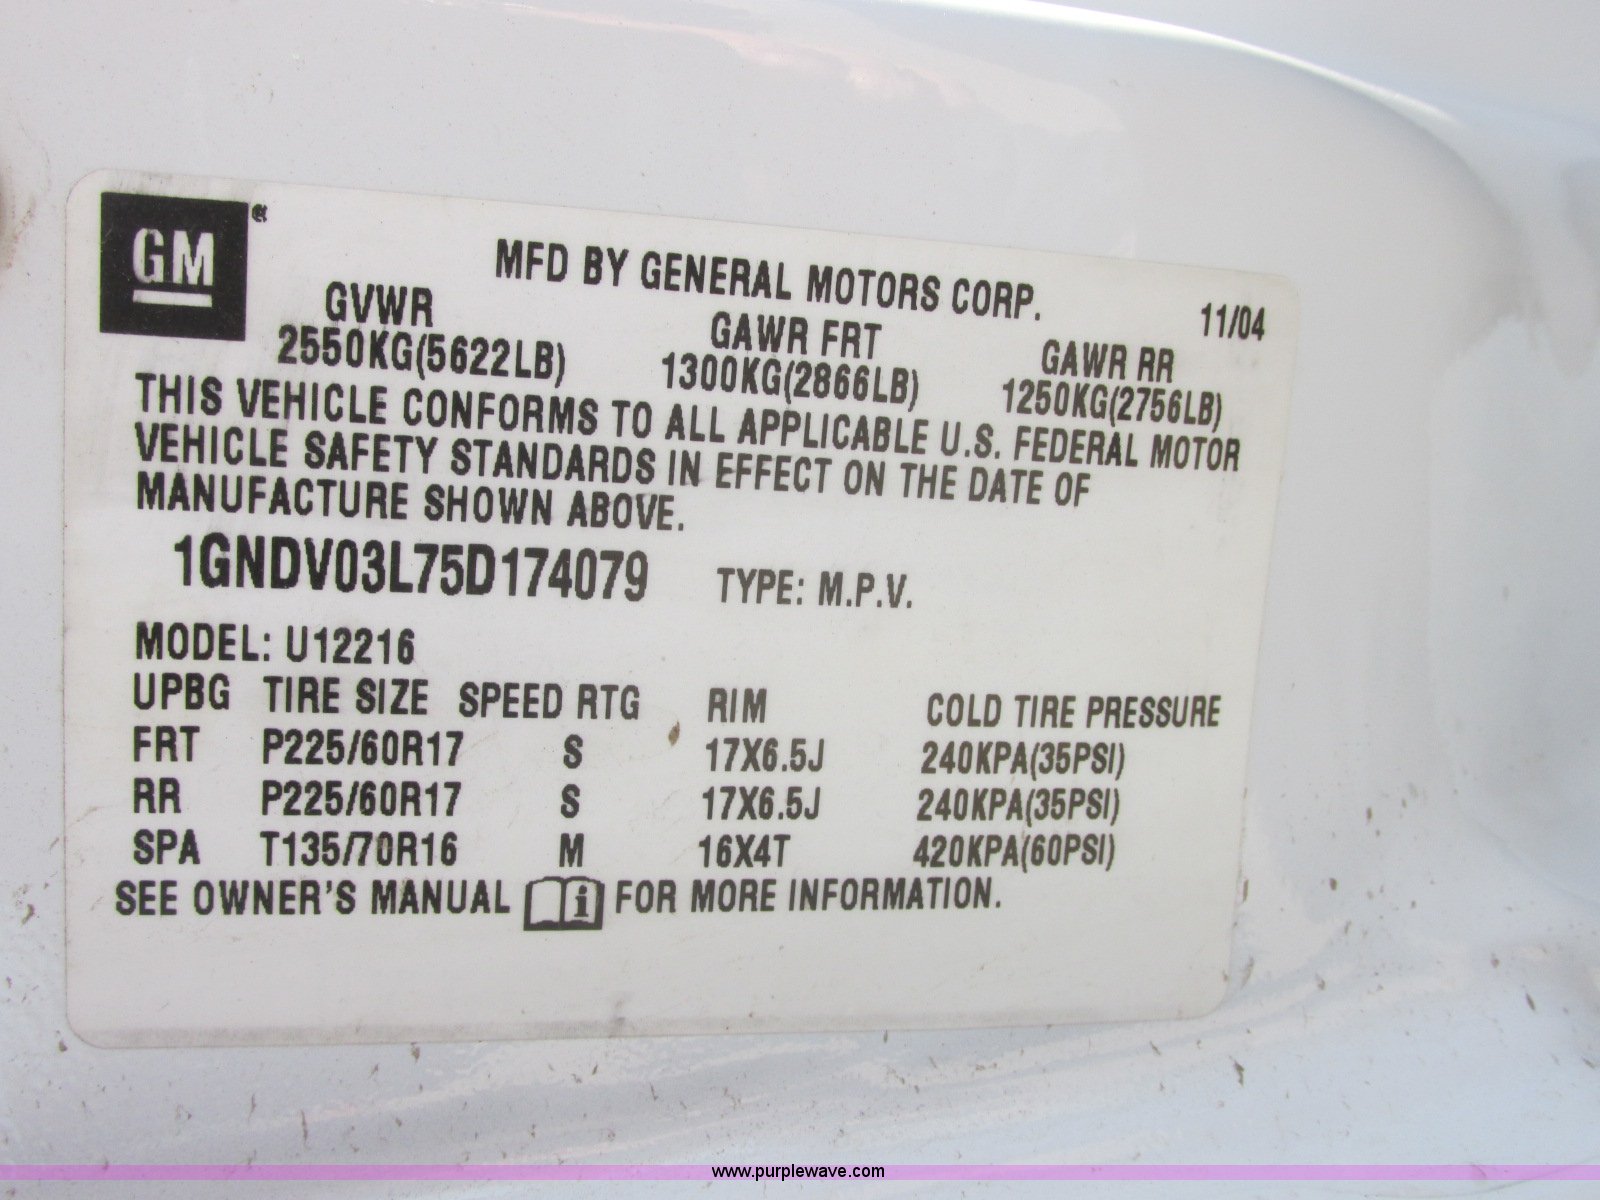 GM®
MFD BY GENERAL MOTORS CORP.
11/04
GVWR GAWR FRT GAWR RR
2550KG(5622LB) 1300KG(2866LB) 1250KG(2756LB)
THIS VEHICLE CONFORMS TO ALL APPLICABLE U.S. FEDERAL MOTOR
VEHICLE SAFETY STANDARDS IN EFFECT ON THE DATE OF
MANUFACTURE SHOWN ABOVE.
1GNDV03L75D174079 TYPE: M.P.V.
MODEL: U12216
UPBG TIRE SIZE SPEED RTG RIM COLD TIRE PRESSURE
FRT P225/60R17 S 17X6.5J 240KPA(35PSI)
RR P225/60R17 S 17X6.5J 240KPA(35PSI)
SPA T135/70R16 M 16X4T 420KPA(60PSI)
SEE OWNER'S MANUAL i FOR MORE INFORMATION.
www.purplewave.com